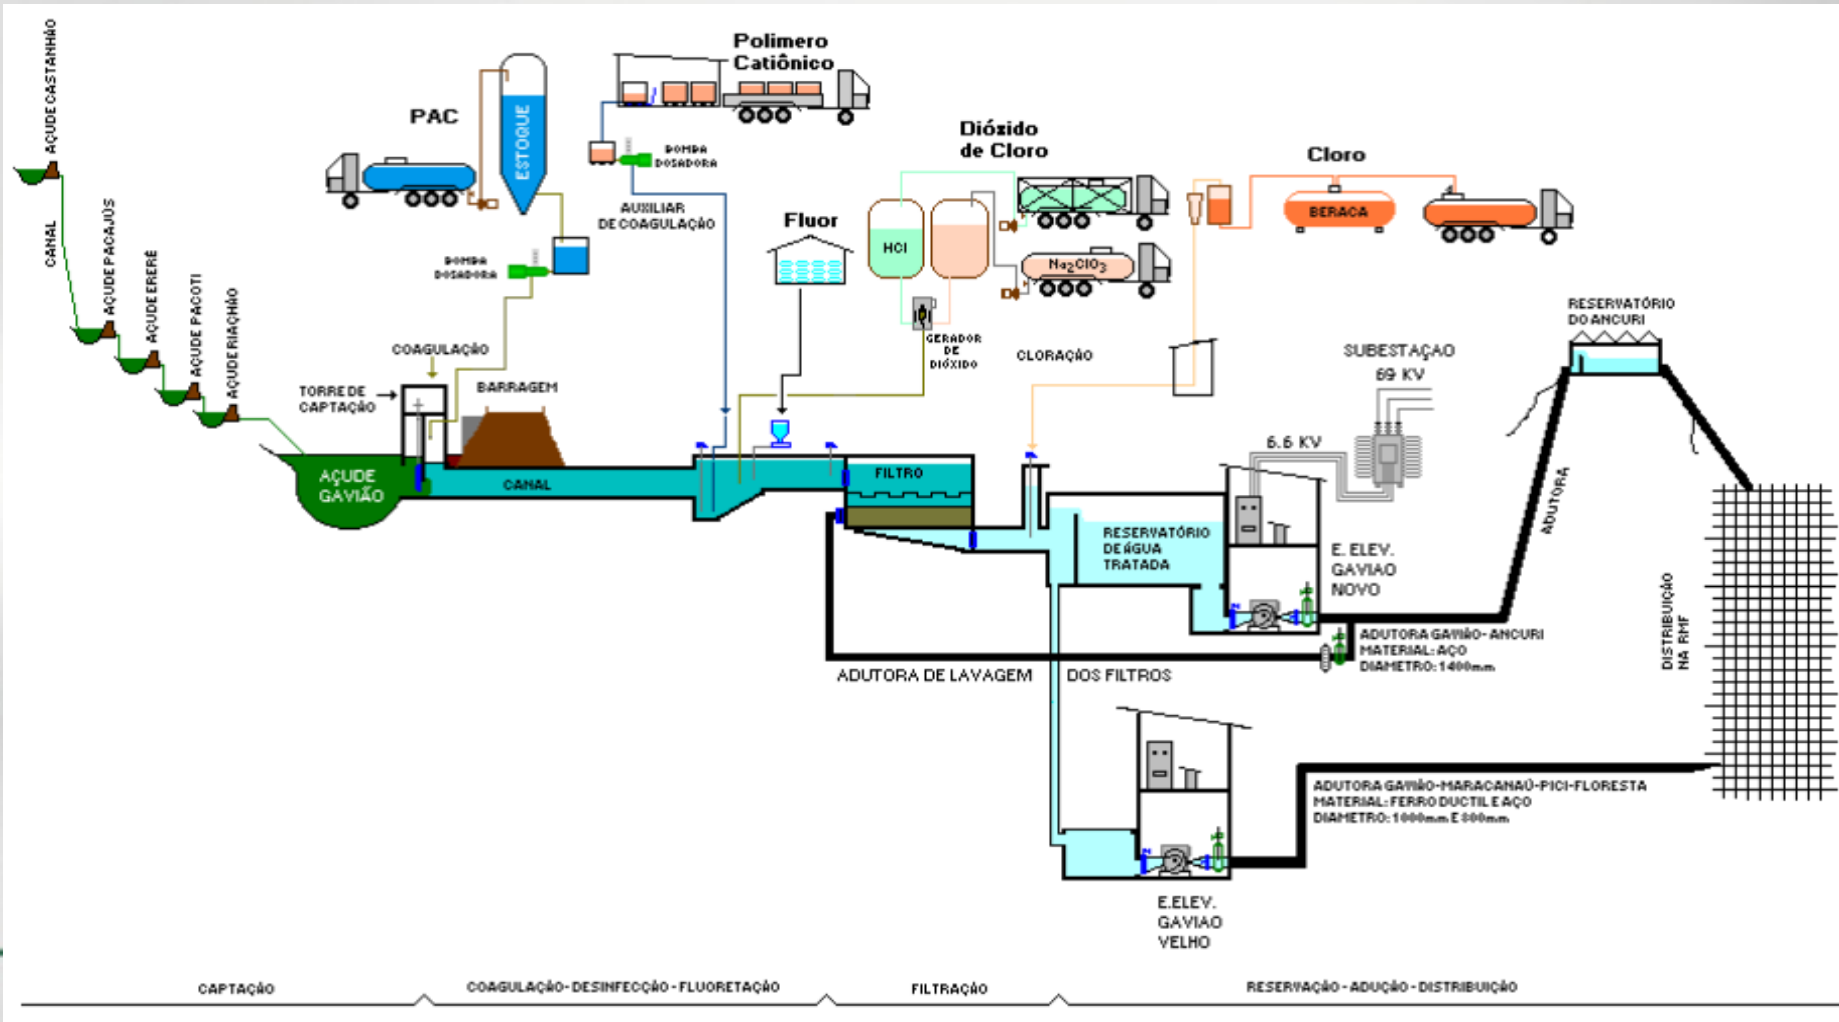 AÇUDE CASTANHÃO
CANAL
AÇUDE PACAJÚS
AÇUDE ERERÊ
AÇUDE PACOTI
AÇUDE RIACHÃO
PAC
ESTOQUE
BOMBA
DOSADORA
COAGULAÇÃO
TORRE DE
CAPTAÇÃO
BARRAGEM
AÇUDE
GAVIÃO
CANAL
Polimero
Catiônico
BOMBA
DOSADORA
AUXILIAR
DE COAGULAÇÃO
Fluor
Dióxido
de Cloro
HCl
Na2ClO3
GERADOR
DE
DIÓXIDO
CLORAÇÃO
Cloro
BERACA
FILTRO
RESERVATÓRIO
DE ÁGUA
TRATADA
SUBESTAÇAO
69 KV
6.6 KV
RESERVATÓRIO
DO ANCURI
ADUTORA
E. ELEV.
GAVIAO
NOVO
ADUTORA GAVIÃO-ANCURI
MATERIAL: AÇO
DIAMETRO: 1400mm
ADUTORA DE LAVAGEM DOS FILTROS
DISTRIBUIÇÃO
NA RMF
ADUTORA GAVIÃO-MARACANAÚ-PICI-FLORESTA
MATERIAL: FERRO DUCTIL E AÇO
DIAMETRO: 1000mm E 800mm
E.ELEV.
GAVIAO
VELHO
CAPTAÇÃO
COAGULAÇÃO-DESINFECÇÃO-FLUORETAÇÃO
FILTRAÇÃO
RESERVAÇÃO-ADUÇÃO-DISTRIBUIÇÃO